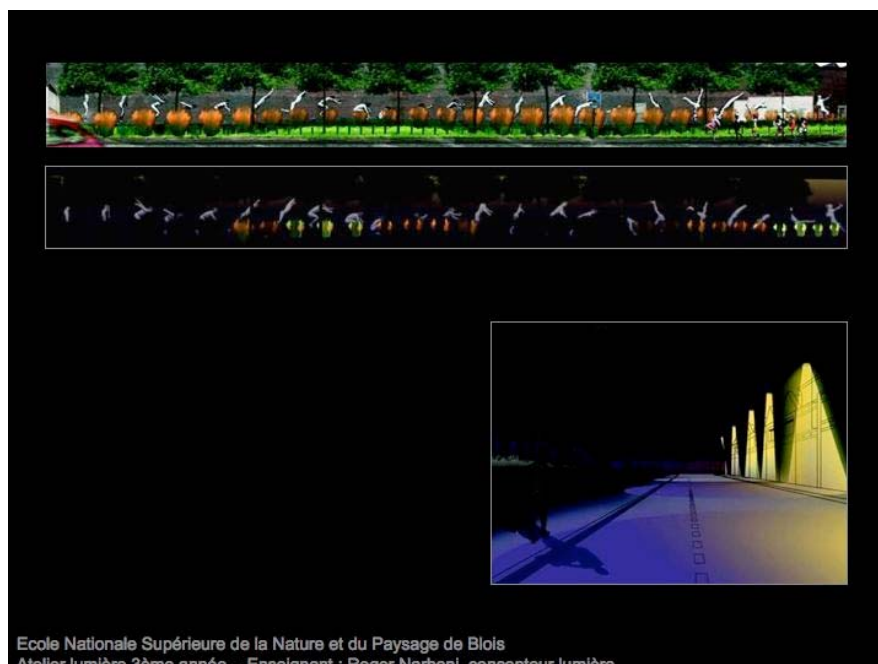 Ecole Nationale Supérieure de la Nature et du Paysage de Blois
Atelier lumière 3ème année - Enseignant : Roger Narboni, concepteur lumière